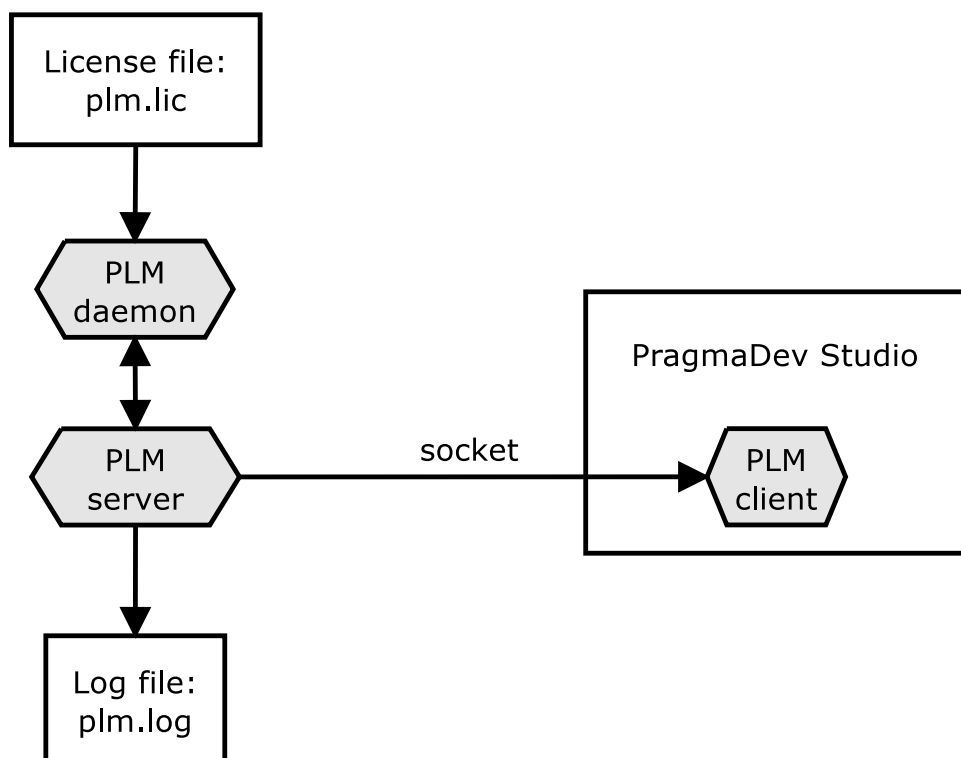 License file:
plm.lic
PLM
daemon
PragmaDev Studio
socket
PLM
server
PLM
client
Log file:
plm.log